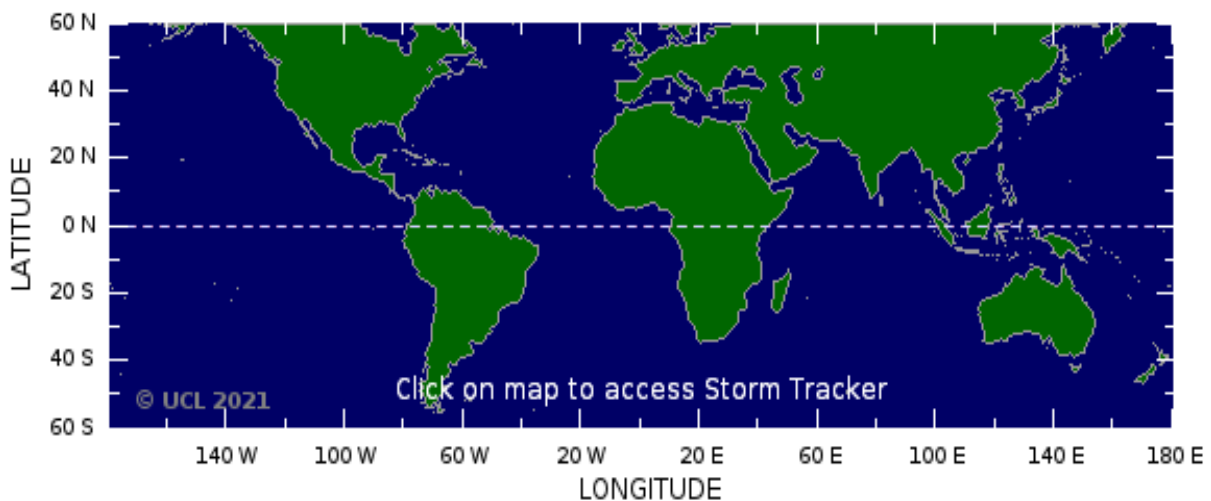 60 N
40 N
20 N
0 N
20 S
40 S
60 S
LATITUDE
Click on map to access Storm Tracker
© UCL 2021
140 W 100 W 60 W 20 W 20 E 60 E 100 E 140 E 180 E
LONGITUDE